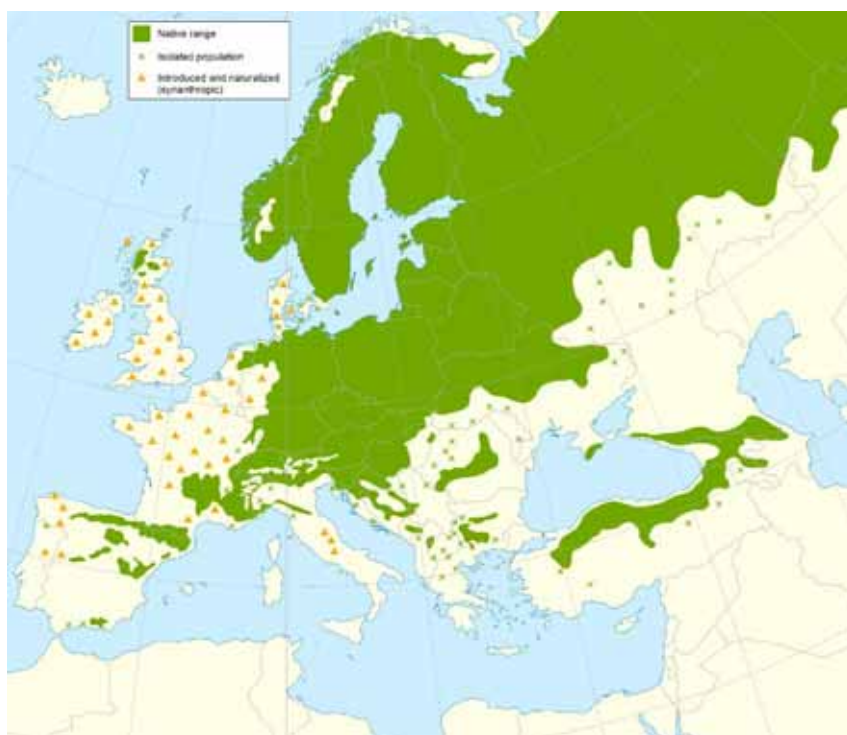 Native range
Isolated population
Introduced and naturalized
(synanthropic)